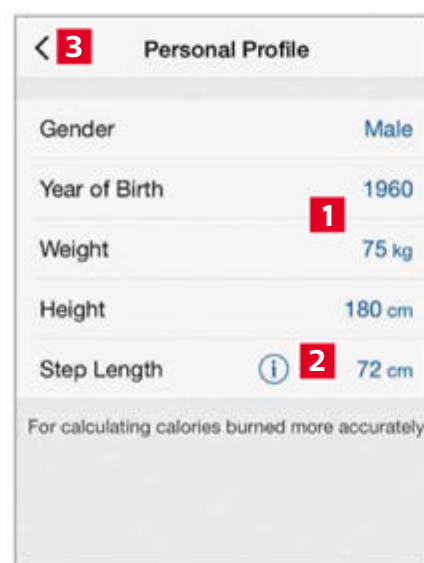 < 3 Personal Profile
Gender Male
Year of Birth 1960
1
Weight 75 kg
Height 180 cm
Step Length i 2 72 cm
For calculating calories burned more accurately